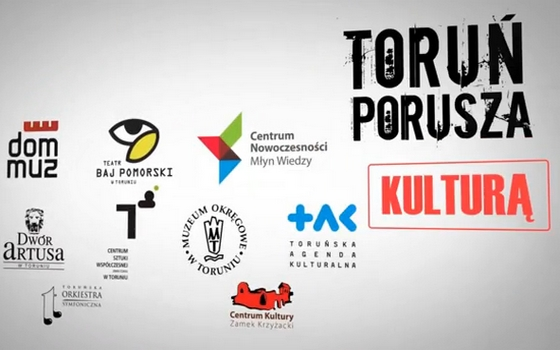 TORUŃ
PORUSZA
KULTURĄ
dom
muz
TEATR
BAJ POMORSKI
W TORUNIU
Centrum
Nowoczesności
Młyn Wiedzy
DWÓR
ARTUSA
W TORUNIU
CENTRUM
SZTUKI
WSPÓŁCZESNEJ
W TORUNIU
MUZEUM OKRĘGOWE
W TORUNIU
TAK
TORUŃSKA
AGENDA
KULTURALNA
TORUŃSKA
ORKIESTRA
SYMFONICZNA
Centrum Kultury
Zamek Krzyżacki